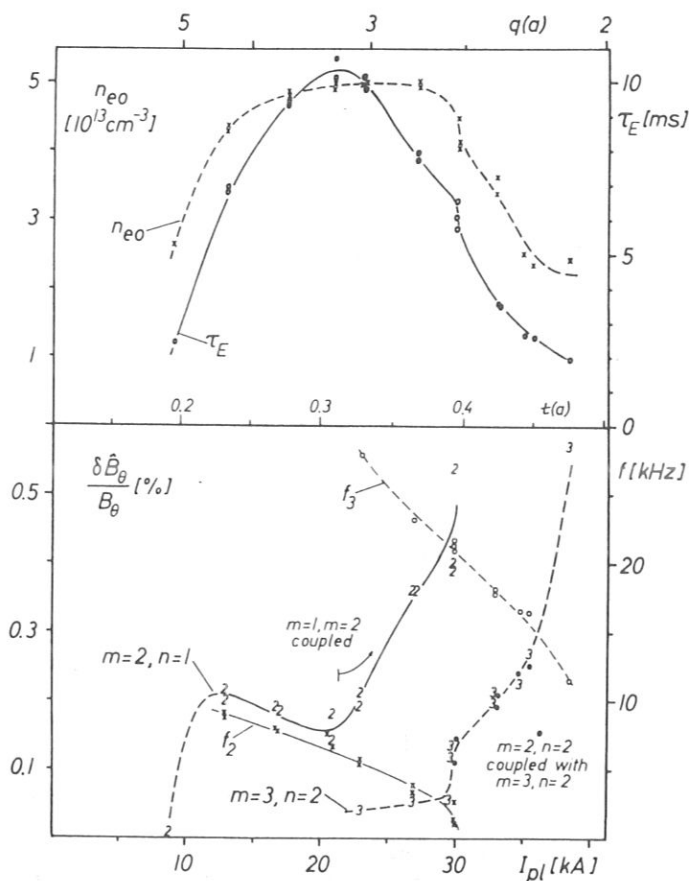 5 3 q(a) 2
5
n_eo
[10^13 cm^-3]
10
τ_E [ms]
3
n_eo
5
τ_E
1
0.2 0.3 0.4 t(a)
0
δB̂_θ / B_θ [%]
f[kHz]
0.5
2
3
f_3
20
m=1, m=2
coupled
0.3
m=2, n=1
10
f_2
0.1
m=3, n=2
m=2, n=2
coupled with
m=3, n=2
10 20 30 I_pl [kA]